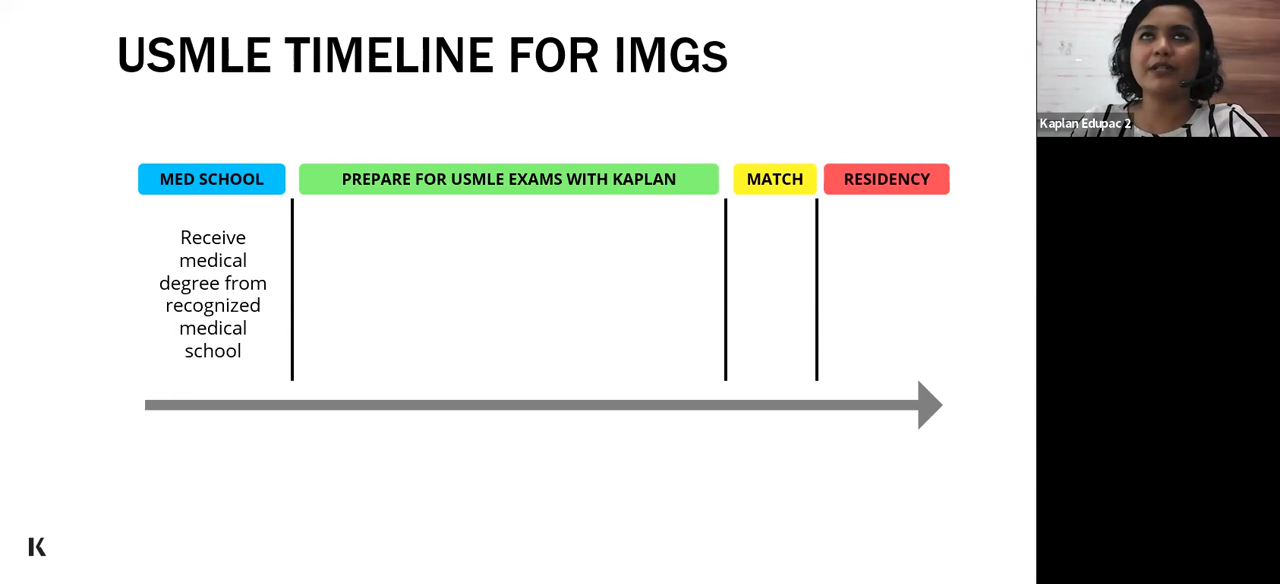 USMLE TIMELINE FOR IMGs
MED SCHOOL
PREPARE FOR USMLE EXAMS WITH KAPLAN
MATCH
RESIDENCY
Receive
medical
degree from
recognized
medical
school
K
Kaplan Edupac 2